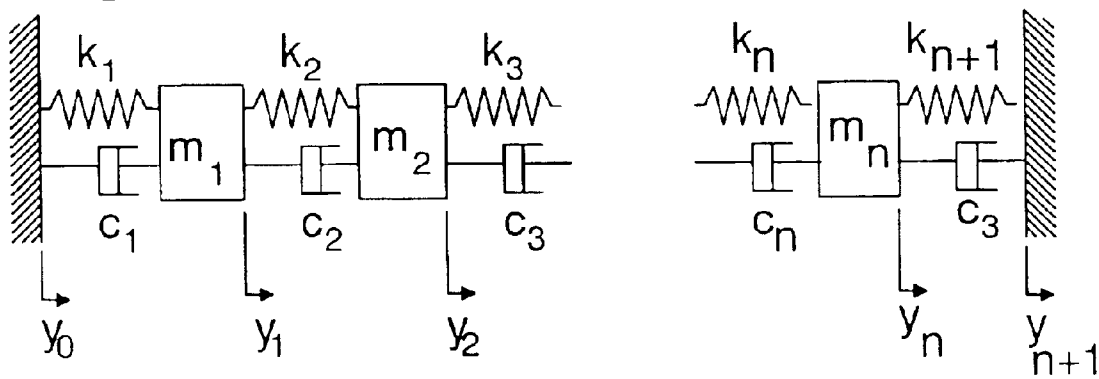 k₁ k₂ k₃ kₙ kₙ₊₁
m₁ m₂ mₙ
c₁ c₂ c₃ cₙ c₃
y₀ y₁ y₂ yₙ yₙ₊₁